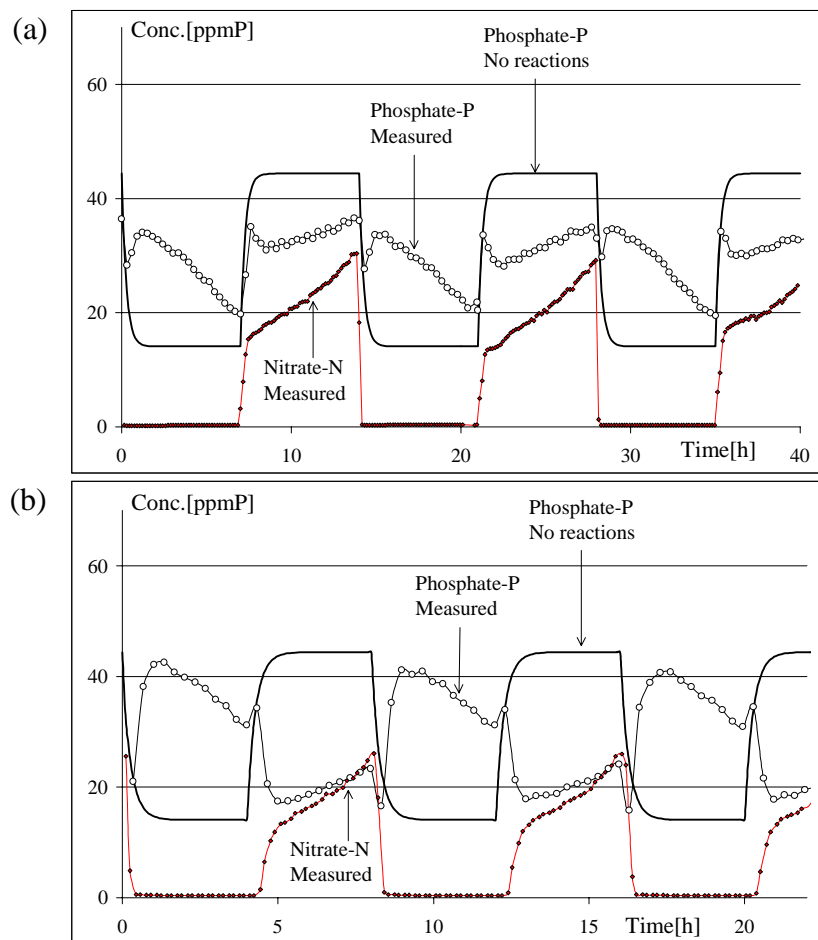 (a)
Conc.[ppmP]
Phosphate-P
No reactions
60
Phosphate-P
Measured
40
20
Nitrate-N
Measured
0
Time[h]
0
10
20
30
40
(b)
Conc.[ppmP]
Phosphate-P
No reactions
60
Phosphate-P
Measured
40
20
Nitrate-N
Measured
0
0
5
10
15
Time[h]
20